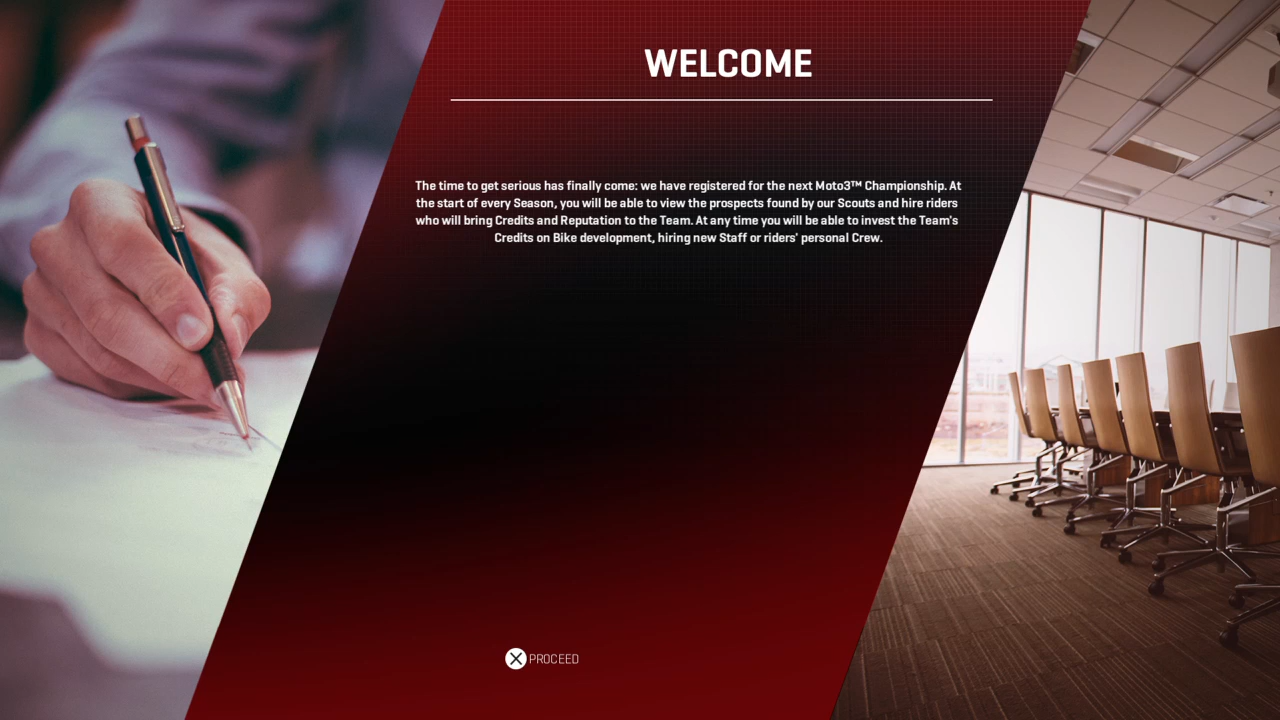 WELCOME
The time to get serious has finally come: we have registered for the next Moto3™ Championship. At
the start of every Season, you will be able to view the prospects found by our Scouts and hire riders
who will bring Credits and Reputation to the Team. At any time you will be able to invest the Team's
Credits on Bike development, hiring new Staff or riders' personal Crew.
PROCEED